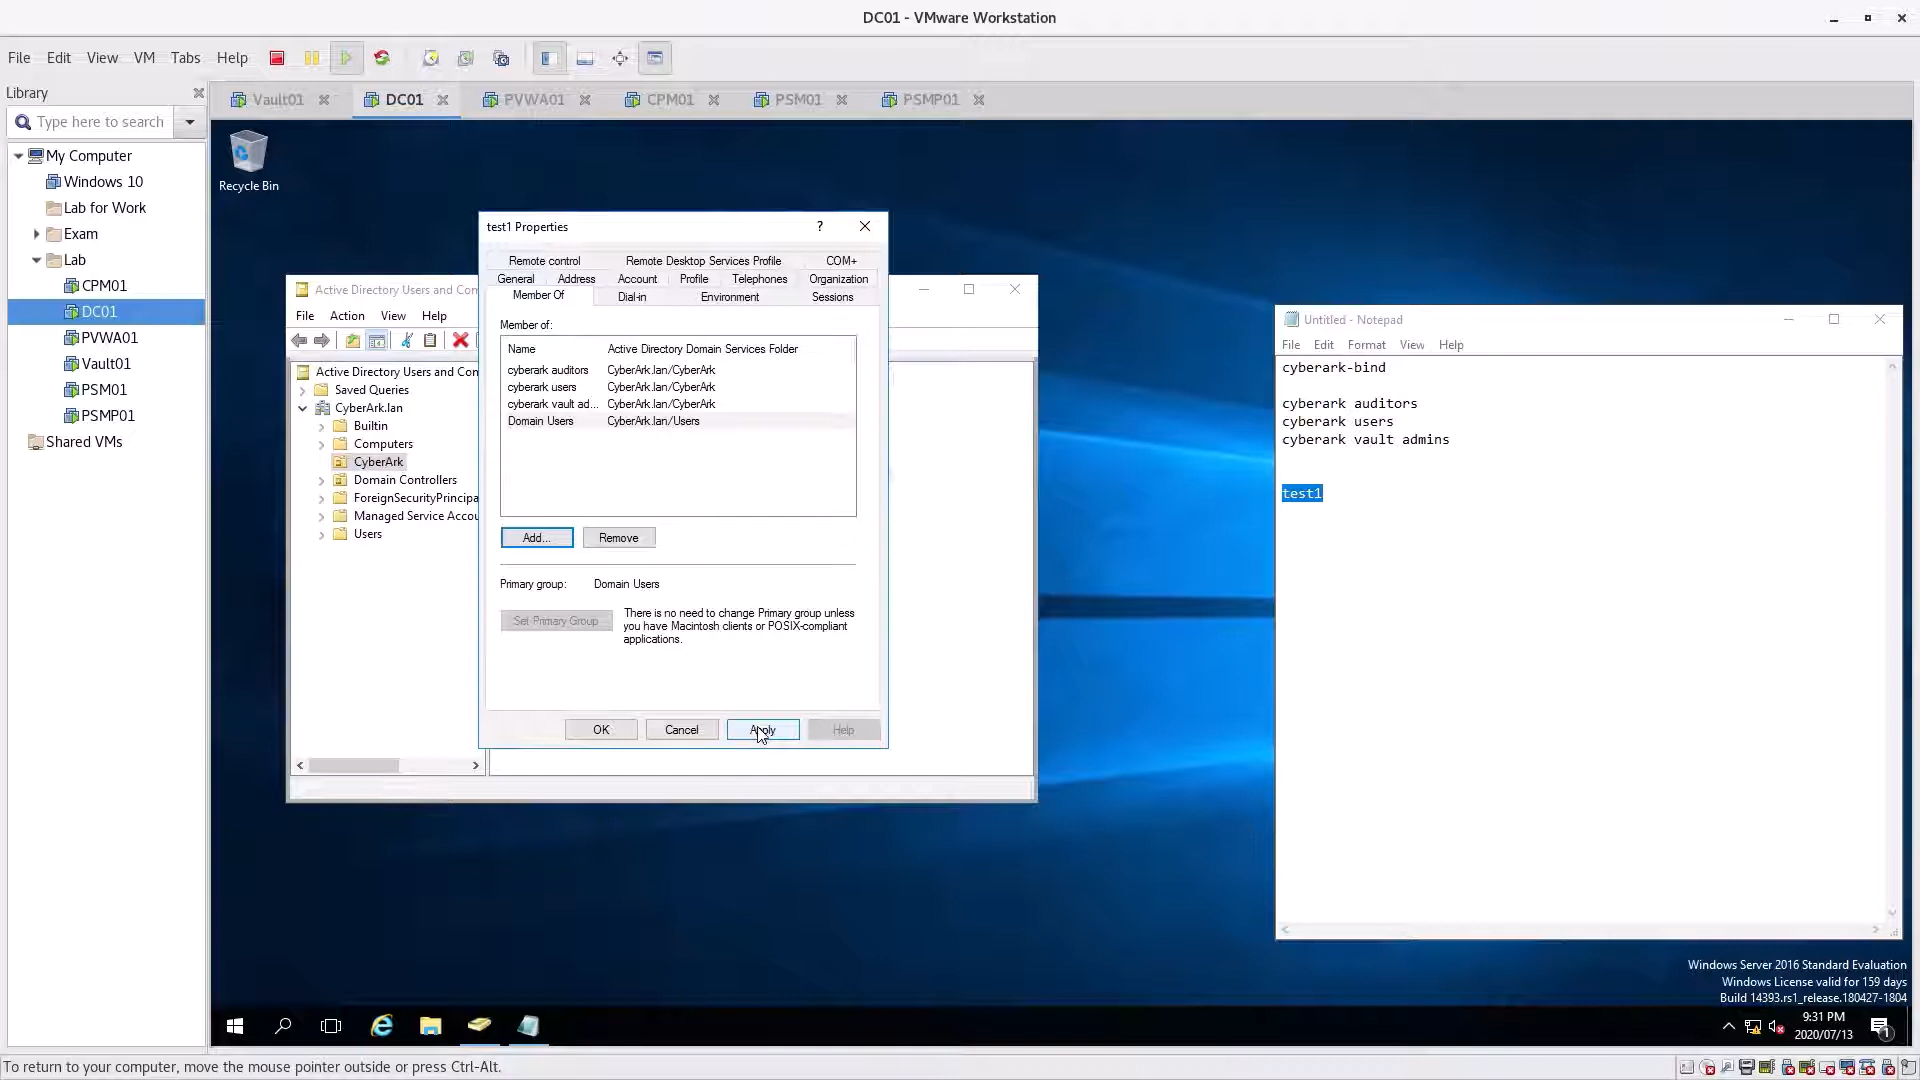 DC01 - VMware Workstation
File Edit View VM Tabs Help
Library
Type here to search
My Computer
Windows 10
Lab for Work
Exam
Lab
CPM01
DC01
PVWA01
Vault01
PSM01
PSMP01
Shared VMs
Vault01 DC01 PVWA01 CPM01 PSM01 PSMP01
Recycle Bin
Active Directory Users and Com
File Action View Help
Active Directory Users and Com
Saved Queries
CyberArk.lan
Builtin
Computers
CyberArk
Domain Controllers
ForeignSecurityPrincipa
Managed Service Accou
Users
test1 Properties
?
Remote control Remote Desktop Services Profile COM+
General Address Account Profile Telephones Organization
Member Of Dial-in Environment Sessions
Member of:
Name Active Directory Domain Services Folder
cyberark auditors CyberArk.lan/CyberArk
cyberark users CyberArk.lan/CyberArk
cyberark vault ad... CyberArk.lan/CyberArk
Domain Users CyberArk.lan/Users
Add... Remove
Primary group: Domain Users
Set Primary Group
There is no need to change Primary group unless
you have Macintosh clients or POSIX-compliant
applications.
OK Cancel Apply Help
Untitled - Notepad
File Edit Format View Help
cyberark-bind
cyberark auditors
cyberark users
cyberark vault admins
test1
Windows Server 2016 Standard Evaluation
Windows License valid for 159 days
Build 14393.rs1_release.180427-1804
9:31 PM
2020/07/13
1
To return to your computer, move the mouse pointer outside or press Ctrl-Alt.